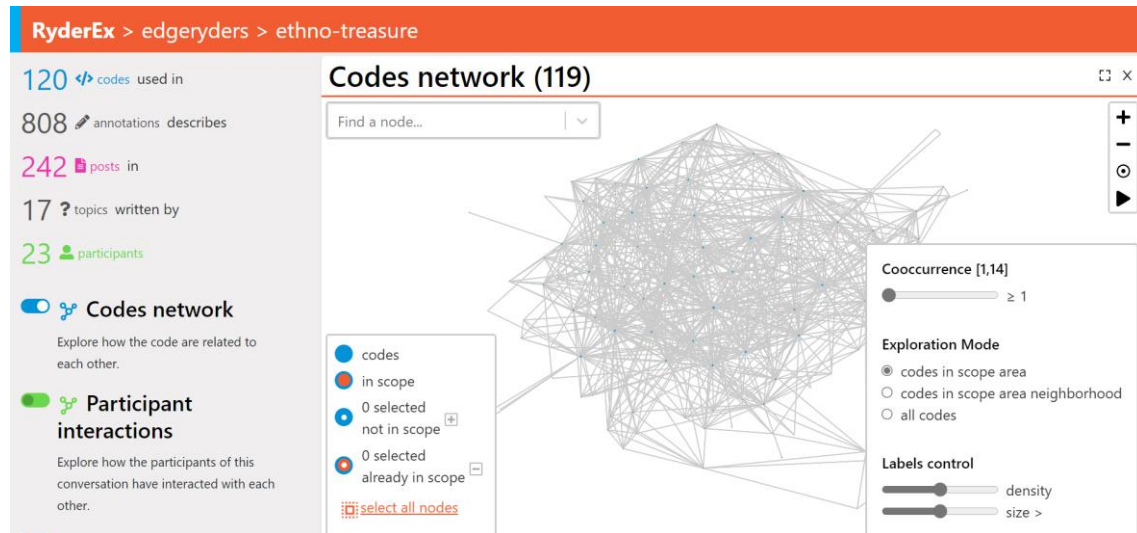 RyderEx > edgeryders > ethno-treasure
120 </> codes used in
808 annotations describes
242 posts in
17 ? topics written by
23 participants
Codes network
Explore how the code are related to
each other.
Participant
interactions
Explore how the participants of this
conversation have interacted with each
other.
Codes network (119)
Find a node...
codes
in scope
0 selected
not in scope
0 selected
already in scope
select all nodes
Cooccurrence [1,14]
≥ 1
Exploration Mode
codes in scope area
codes in scope area neighborhood
all codes
Labels control
density
size >